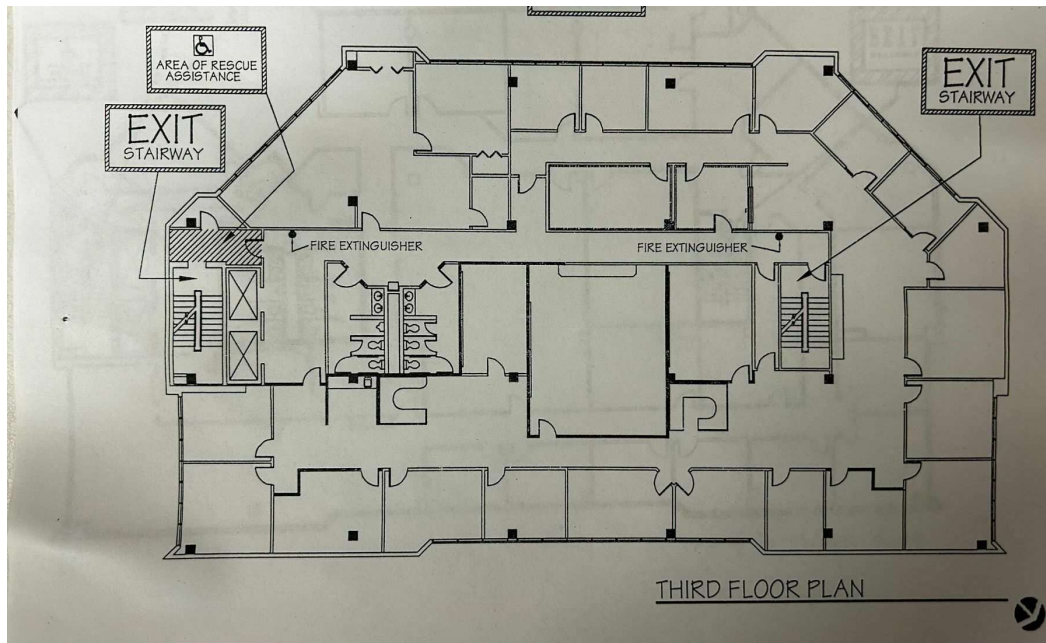 AREA OF RESCUE
ASSISTANCE
EXIT
STAIRWAY
EXIT
STAIRWAY
FIRE EXTINGUISHER
FIRE EXTINGUISHER
THIRD FLOOR PLAN